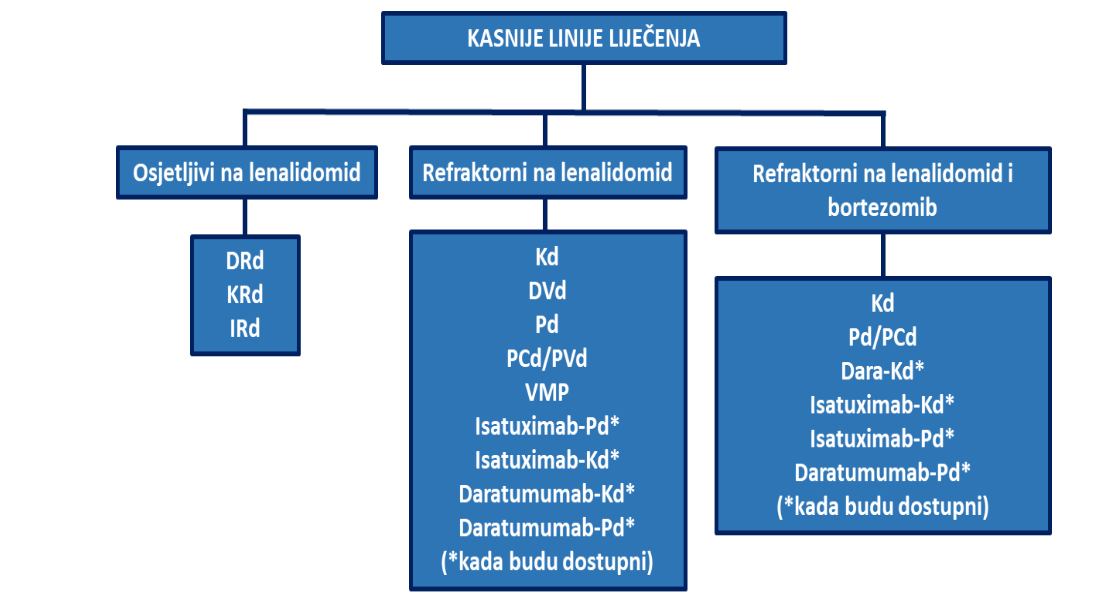 KASNIJE LINIJE LIJEČENJA
Osjetljivi na lenalidomid
DRd
KRd
IRd
Refraktorni na lenalidomid
Kd
DVd
Pd
PCd/PVd
VMP
Isatuximab-Pd*
Isatuximab-Kd*
Daratumumab-Kd*
Daratumumab-Pd*
(*kada budu dostupni)
Refraktorni na lenalidomid i
bortezomib
Kd
Pd/PCd
Dara-Kd*
Isatuximab-Kd*
Isatuximab-Pd*
Daratumumab-Pd*
(*kada budu dostupni)